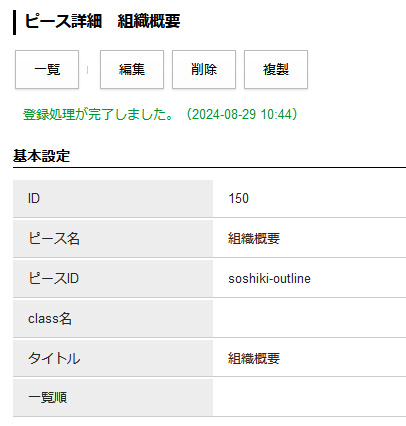 ピース詳細　組織概要
一覧 編集 削除 複製
登録処理が完了しました。（2024-08-29 10:44）
基本設定
ID 150
ピース名 組織概要
ピースID soshiki-outline
class名
タイトル 組織概要
一覧順